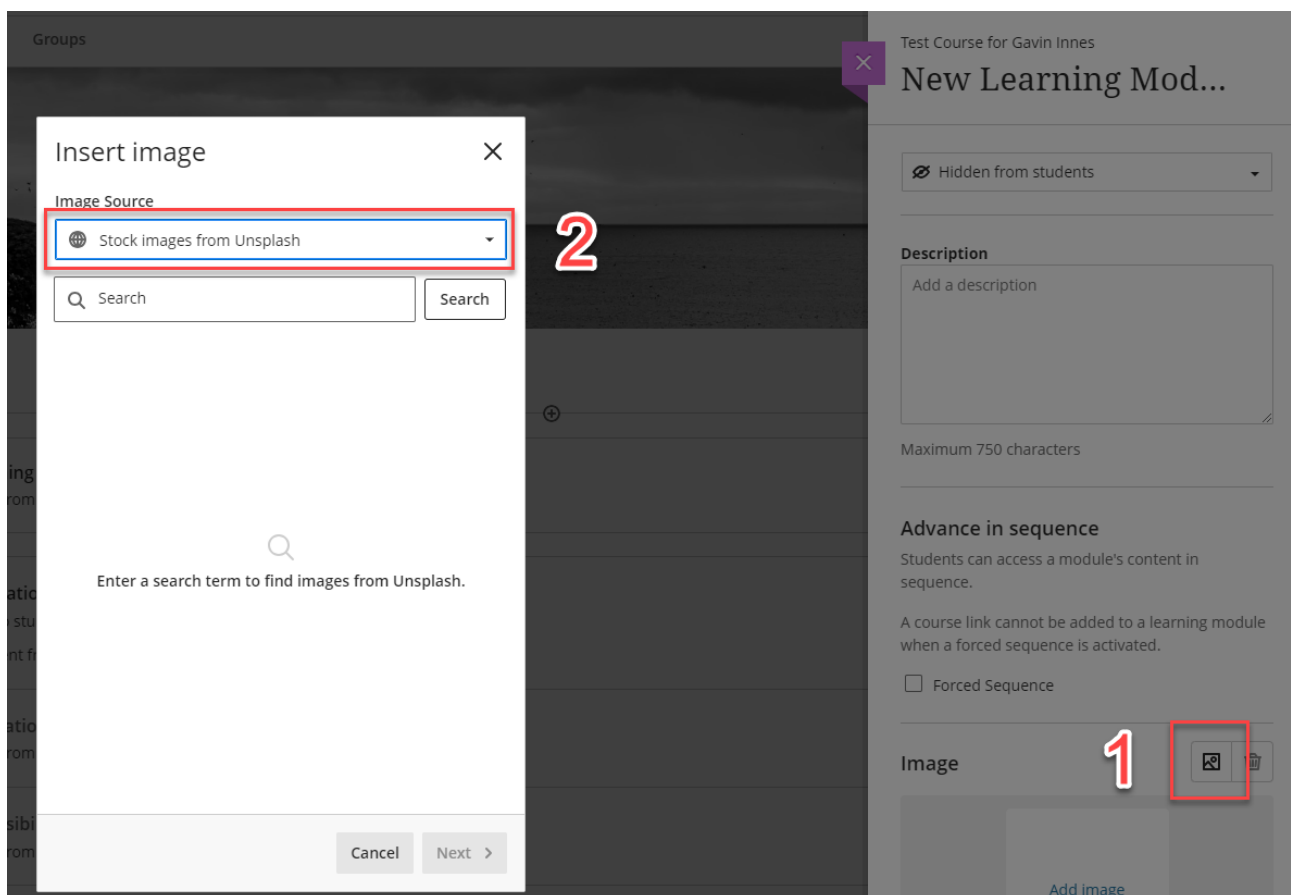 Groups
Test Course for Gavin Innes
New Learning Mod...
Insert image
Image Source
Stock images from Unsplash
2
Search
Search
Enter a search term to find images from Unsplash.
Cancel
Next
Hidden from students
Description
Add a description
Maximum 750 characters
Advance in sequence
Students can access a module's content in
sequence.
A course link cannot be added to a learning module
when a forced sequence is activated.
Forced Sequence
1
Image
Add image